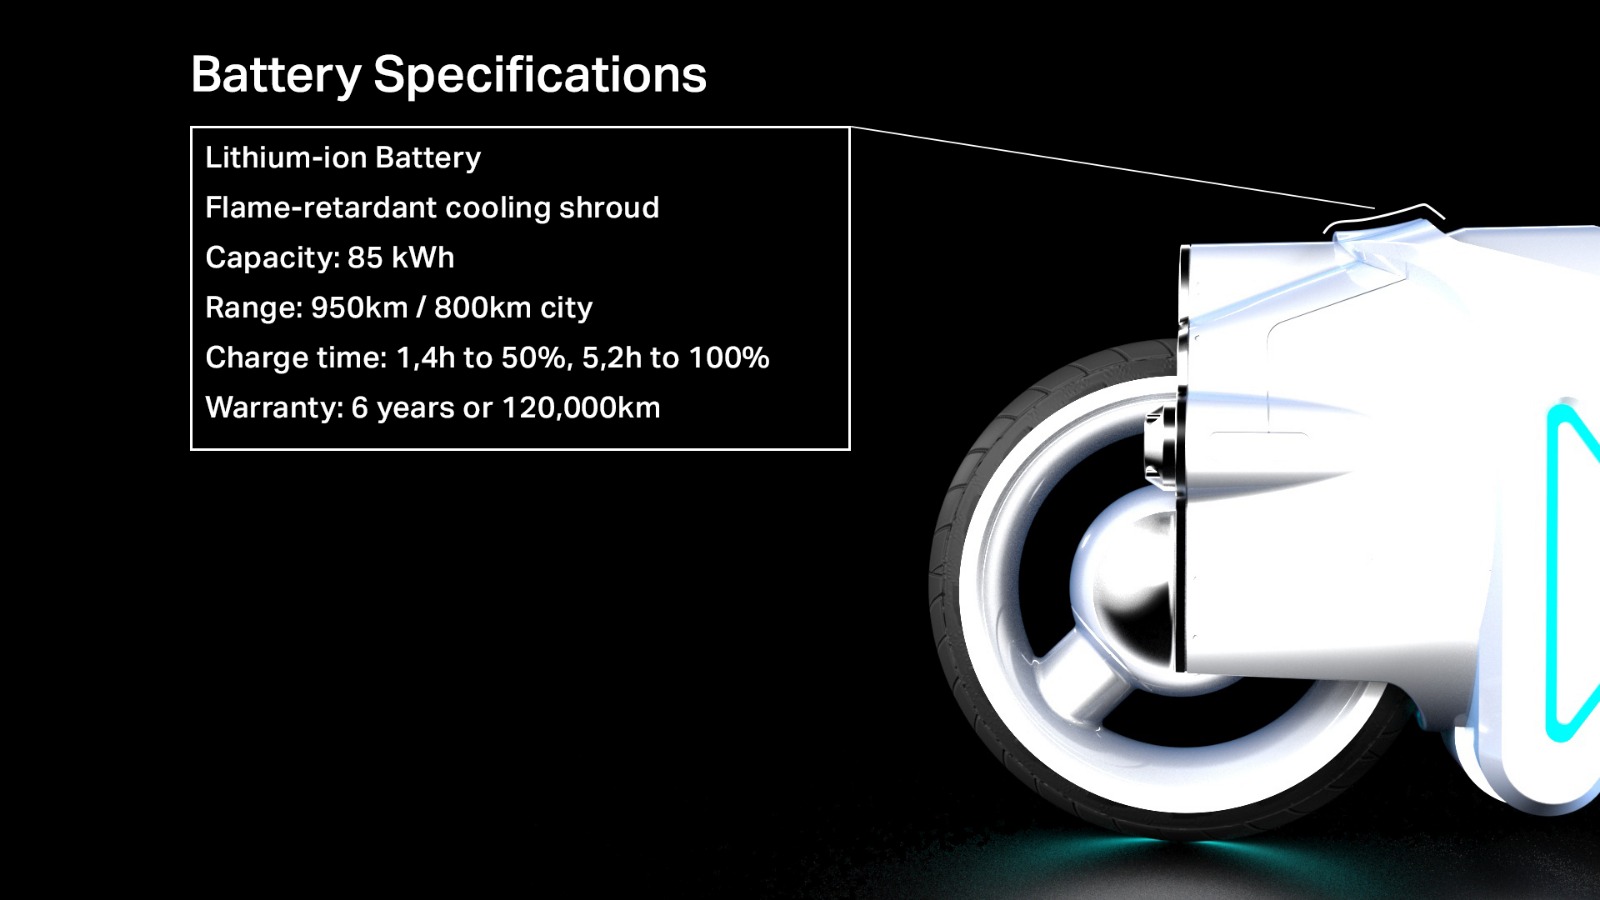 Battery Specifications
Lithium-ion Battery
Flame-retardant cooling shroud
Capacity: 85 kWh
Range: 950km / 800km city
Charge time: 1,4h to 50%, 5,2h to 100%
Warranty: 6 years or 120,000km